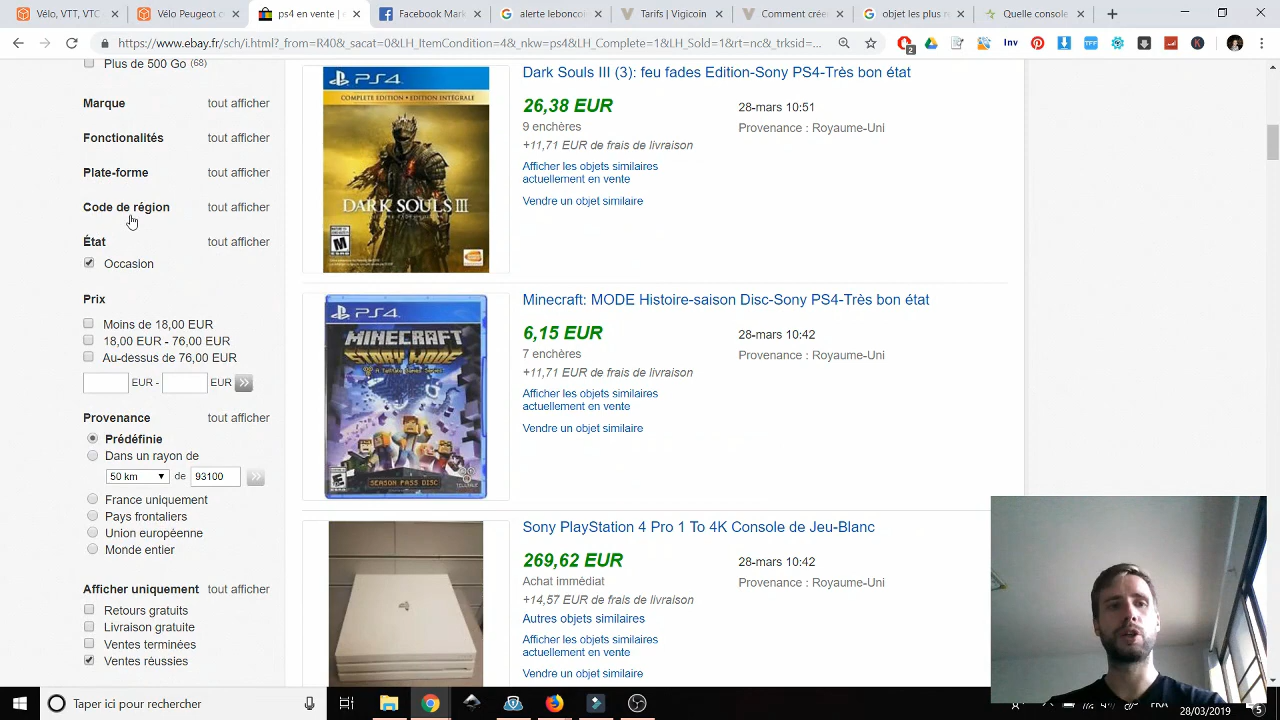 Vélo, VTT, VTC
Vélo Peugeot c
ps4 en vente |
Facebook Mark
alerte leboncoi
Tarifs | Vigicorp
Comment cr
objet les plus r
Quelle console
https://www.ebay.fr/sch/i.html?_from=R40&_sacat=0&LH_ItemCondition=4&_nkw=ps4&LH_Complete=1&LH_Sold=1&rt=nc&_trksid=...
2
Inv
TFF
K
Plus de 500 Go (68)
Marque tout afficher
Fonctionalités tout afficher
Plate-forme tout afficher
Code de région tout afficher
État tout afficher
Occasion
Prix
Moins de 18,00 EUR
18,00 EUR - 76,00 EUR
Au-dessus de 76,00 EUR
EUR - EUR
Provenance tout afficher
Prédéfinie
Dans un rayon de
50 km de 93100
France uniquement
Pays frontaliers
Union européenne
Monde entier
Afficher uniquement tout afficher
Retours gratuits
Livraison gratuite
Ventes terminées
Ventes réussies
PS4
COMPLETE EDITION • EDITION INTÉGRALE
DARK SOULS III
M
BANDAI
Dark Souls III (3): feu fades Edition-Sony PS4-Très bon état
26,38 EUR 28-mars 10:51
9 enchères Provenance : Royaume-Uni
+11,71 EUR de frais de livraison
Afficher les objets similaires
actuellement en vente
Vendre un objet similaire
PS4
MINECRAFT
STORY MODE
A Telltale Games Series
SEASON PASS DISC
E
TELLTALE
Minecraft: MODE Histoire-saison Disc-Sony PS4-Très bon état
6,15 EUR 28-mars 10:42
7 enchères Provenance : Royaume-Uni
+11,71 EUR de frais de livraison
Afficher les objets similaires
actuellement en vente
Vendre un objet similaire
Sony PlayStation 4 Pro 1 To 4K Console de Jeu-Blanc
269,62 EUR 28-mars 10:42
Achat immédiat Provenance : Royaume-Uni
+14,57 EUR de frais de livraison
Autres objets similaires
Afficher les objets similaires
actuellement en vente
Vendre un objet similaire
Taper ici pour rechercher
28/03/2019
5